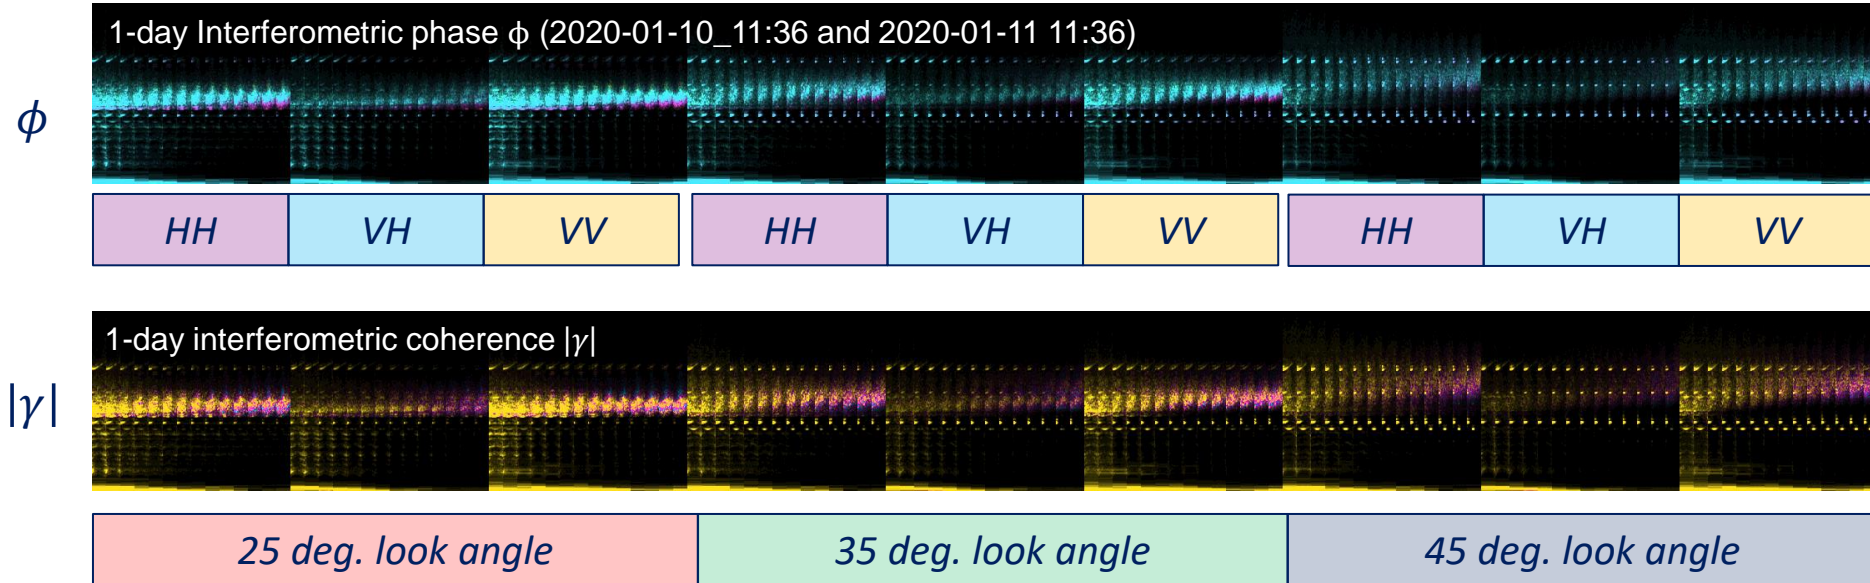 1-day Interferometric phase ϕ (2020-01-10_11:36 and 2020-01-11 11:36)
ϕ
HH VH VV HH VH VV HH VH VV
1-day interferometric coherence |γ|
|γ|
25 deg. look angle 35 deg. look angle 45 deg. look angle